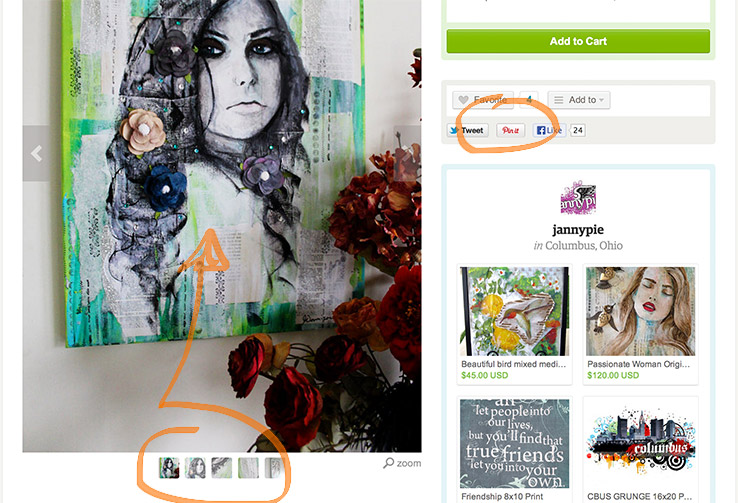 Add to Cart
Favorite
4
Add to
Tweet
Pin it
Like
24
jannypie
in Columbus, Ohio
Beautiful bird mixed medi...
$45.00 USD
Passionate Woman Origi...
$120.00 USD
let people into
our lives,
but you'll find that
true friends
let you into your
own.
columbus
Friendship 8x10 Print
CBUS GRUNGE 16x20 P...
zoom